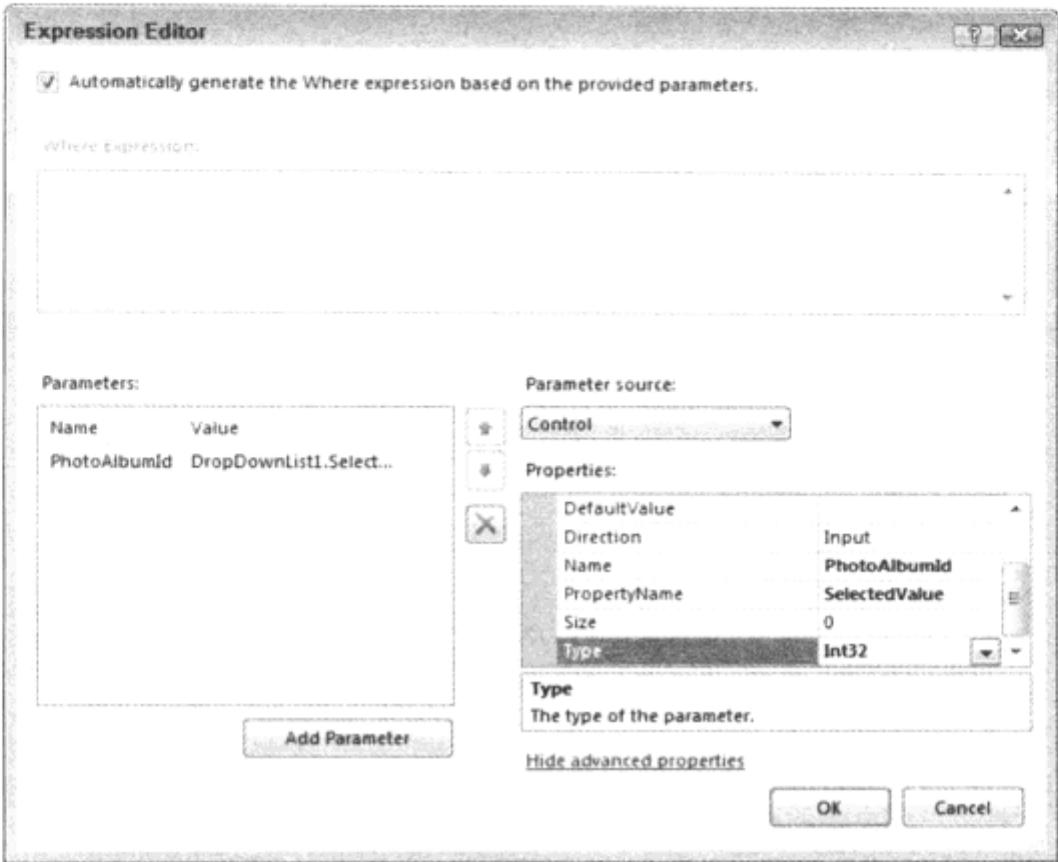 Expression Editor
Automatically generate the Where expression based on the provided parameters.
Where Expression:
Parameters:
Name Value
PhotoAlbumId DropDownList1.Select...
Add Parameter
Parameter source:
Control
Properties:
DefaultValue
Direction Input
Name PhotoAlbumId
PropertyName SelectedValue
Size 0
Type Int32
Type
The type of the parameter.
Hide advanced properties
OK Cancel